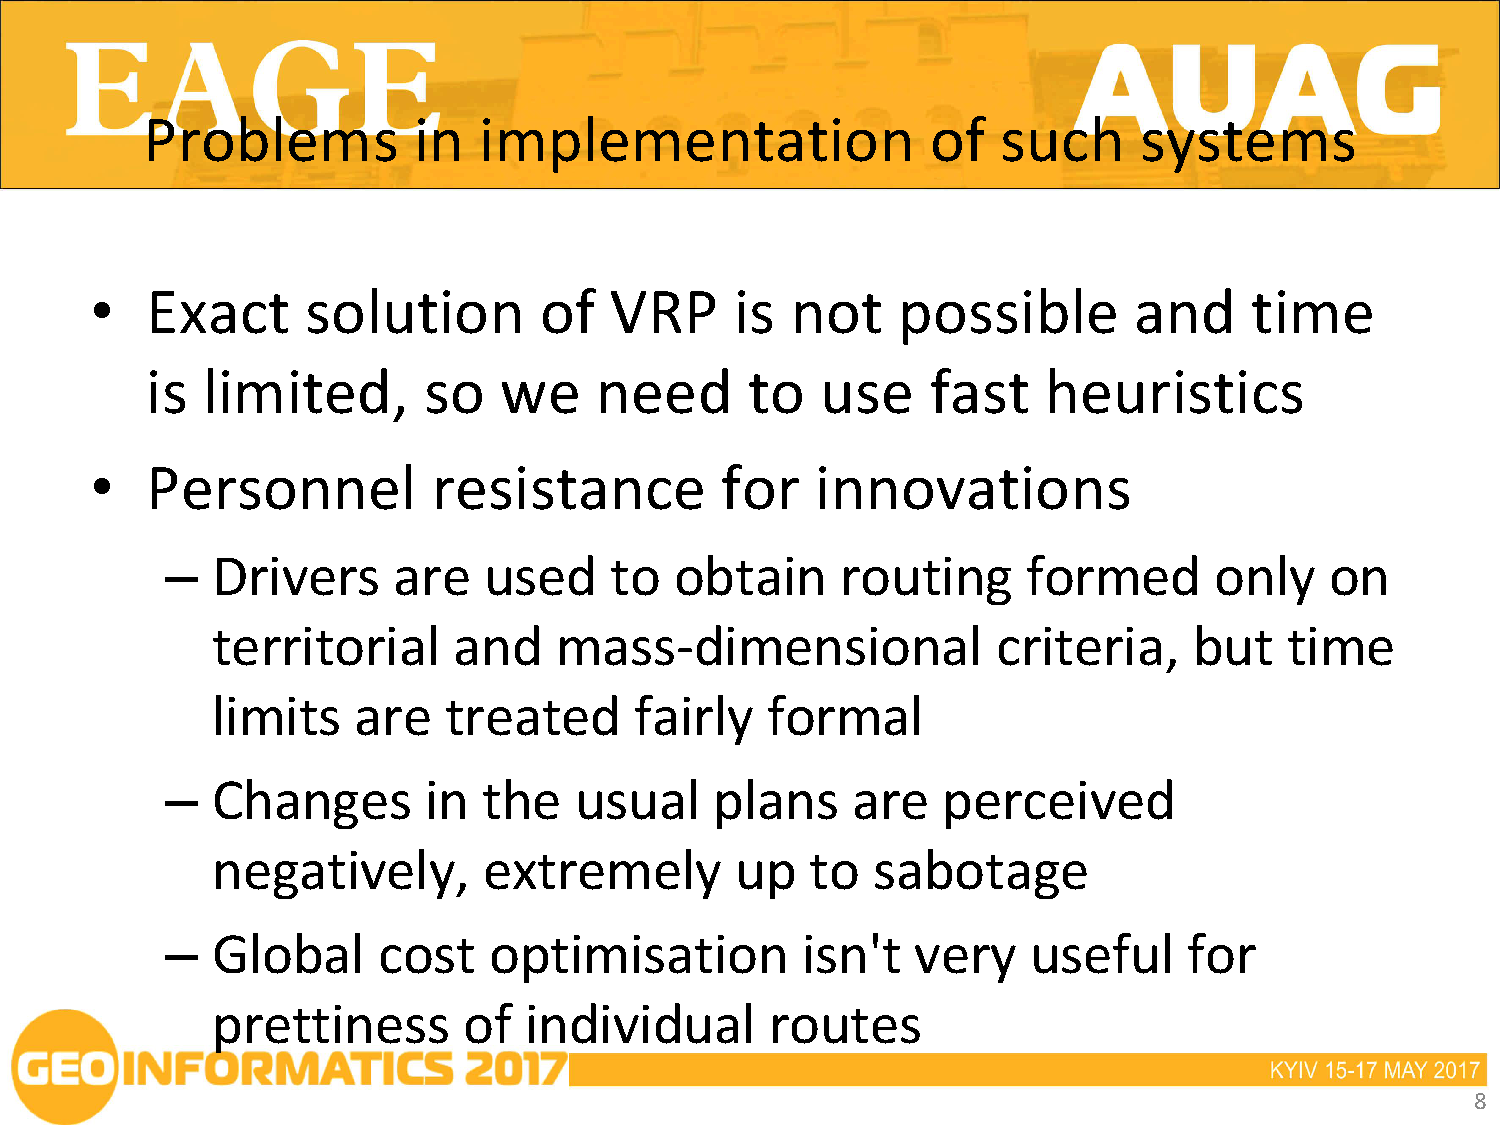 EAGE AUAG
Problems in implementation of such systems
• Exact solution of VRP is not possible and time
is limited, so we need to use fast heuristics
• Personnel resistance for innovations
– Drivers are used to obtain routing formed only on
territorial and mass-dimensional criteria, but time
limits are treated fairly formal
– Changes in the usual plans are perceived
negatively, extremely up to sabotage
– Global cost optimisation isn't very useful for
prettiness of individual routes
GEOINFORMATICS 2017
KYIV 15-17 MAY 2017
8